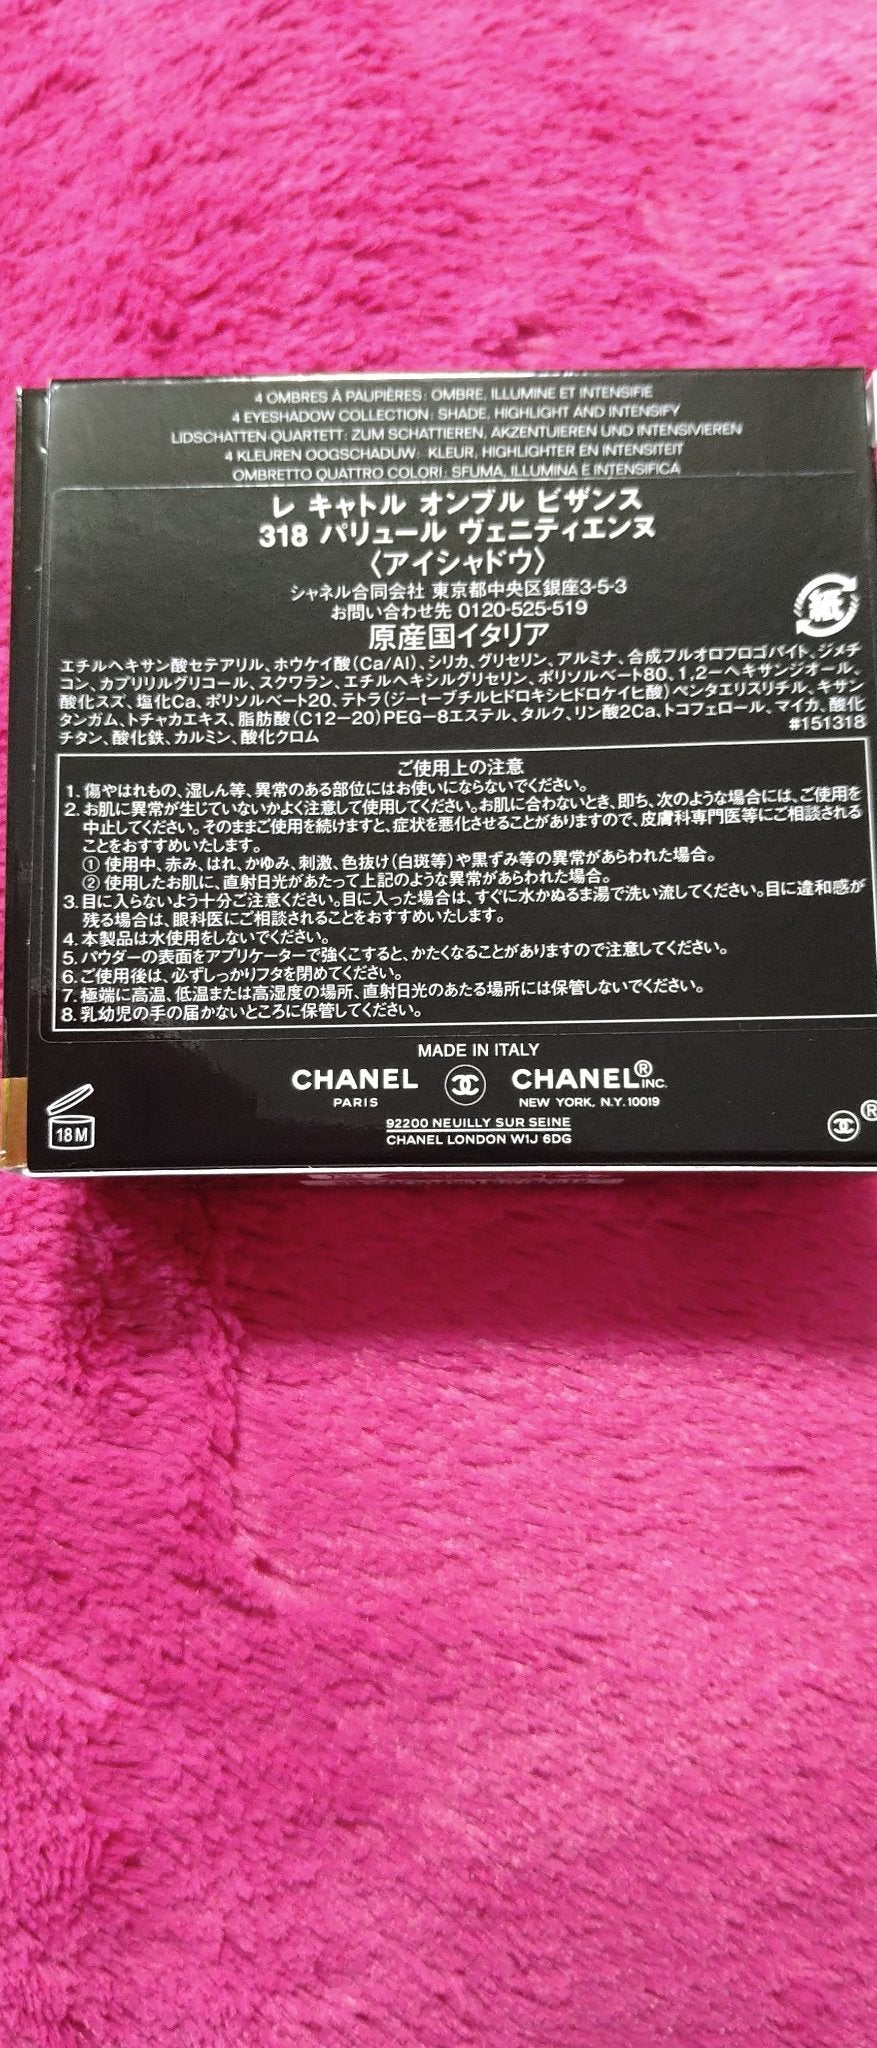 4 OMBRES À PAUPIÈRES: OMBRE, ILLUMINE ET INTENSIFIE
4 EYESHADOW COLLECTION: SHADE, HIGHLIGHT AND INTENSIFY
LIDSCHATTEN-QUARTETT: ZUM SCHATTIEREN, AKZENTUIEREN UND INTENSIVIEREN
4 KLEUREN OOGSCHADUW: KLEUR, HIGHLIGHTER EN INTENSITEIT
OMBRETTO QUATTRO COLORI: SFUMA, ILLUMINA E INTENSIFICA
レ キャトル オンブル ビザンス
318 パリュール ヴェニティエンヌ
〈アイシャドウ〉
シャネル合同会社 東京都中央区銀座3-5-3
お問い合わせ先 0120-525-519
原産国イタリア
紙
エチルヘキサン酸セテアリル、ホウケイ酸(Ca/Al)、シリカ、グリセリン、アルミナ、合成フルオロフロゴパイト、ジメチ
コン、カプリリルグリコール、スクワラン、エチルヘキシルグリセリン、ポリソルベート80、1,2-ヘキサンジオール、
酸化スズ、塩化Ca、ポリソルベート20、テトラ(ジーtーブチルヒドロキシヒドロケイヒ酸)ペンタエリスリチル、キサン
タンガム、トチャカエキス、脂肪酸(C12-20)PEG-8エステル、タルク、リン酸2Ca、トコフェロール、マイカ、酸化
チタン、酸化鉄、カルミン、酸化クロム
#151318
ご使用上の注意
1. 傷やはれもの、湿しん等、異常のある部位にはお使いにならないでください。
2. お肌に異常が生じていないかよく注意して使用してください。お肌に合わないとき、即ち、次のような場合には、ご使用を
中止してください。そのままご使用を続けますと、症状を悪化させることがありますので、皮膚科専門医等にご相談される
ことをおすすめいたします。
① 使用中、赤み、はれ、かゆみ、刺激、色抜け(白斑等)や黒ずみ等の異常があらわれた場合。
② 使用したお肌に、直射日光があたって上記のような異常があらわれた場合。
3. 目に入らないよう十分ご注意ください。目に入った場合は、すぐに水かぬるま湯で洗い流してください。目に違和感が
残る場合は、眼科医にご相談されることをおすすめいたします。
4. 本製品は水使用をしないでください。
5. パウダーの表面をアプリケーターで強くこすると、かたくなることがありますので注意してください。
6. ご使用後は、必ずしっかりフタを閉めてください。
7. 極端に高温、低温または高湿度の場所、直射日光のあたる場所には保管しないでください。
8. 乳幼児の手の届かないところに保管してください。
MADE IN ITALY
CHANEL CHANEL® INC.
PARIS NEW YORK, N.Y. 10019
92200 NEUILLY SUR SEINE
CHANEL LONDON W1J 6DG
18M
®